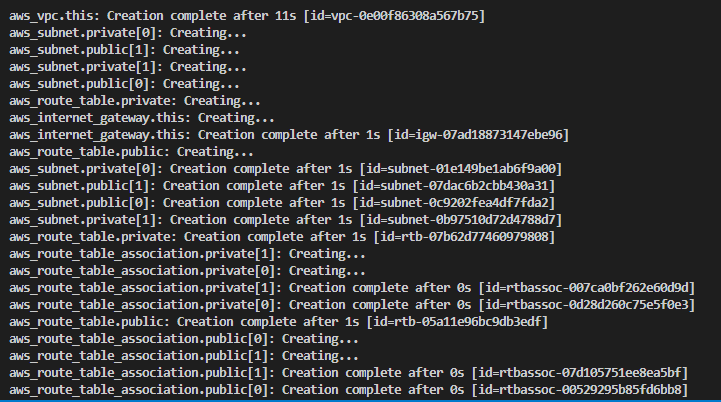 aws_vpc.this: Creation complete after 11s [id=vpc-0e00f86308a567b75]
aws_subnet.private[0]: Creating...
aws_subnet.public[1]: Creating...
aws_subnet.private[1]: Creating...
aws_subnet.public[0]: Creating...
aws_route_table.private: Creating...
aws_internet_gateway.this: Creating...
aws_internet_gateway.this: Creation complete after 1s [id=igw-07ad18873147ebe96]
aws_route_table.public: Creating...
aws_subnet.private[0]: Creation complete after 1s [id=subnet-01e149be1ab6f9a00]
aws_subnet.public[1]: Creation complete after 1s [id=subnet-07dac6b2cbb430a31]
aws_subnet.public[0]: Creation complete after 1s [id=subnet-0c9202fea4df7fda2]
aws_subnet.private[1]: Creation complete after 1s [id=subnet-0b97510d72d4788d7]
aws_route_table.private: Creation complete after 1s [id=rtb-07b62d77460979808]
aws_route_table_association.private[1]: Creating...
aws_route_table_association.private[0]: Creating...
aws_route_table_association.private[1]: Creation complete after 0s [id=rtbassoc-007ca0bf262e60d9d]
aws_route_table_association.private[0]: Creation complete after 0s [id=rtbassoc-0d28d260c75e5f0e3]
aws_route_table.public: Creation complete after 1s [id=rtb-05a11e96bc9db3edf]
aws_route_table_association.public[0]: Creating...
aws_route_table_association.public[1]: Creating...
aws_route_table_association.public[1]: Creation complete after 0s [id=rtbassoc-07d105751ee8ea5bf]
aws_route_table_association.public[0]: Creation complete after 0s [id=rtbassoc-00529295b85fd6bb8]